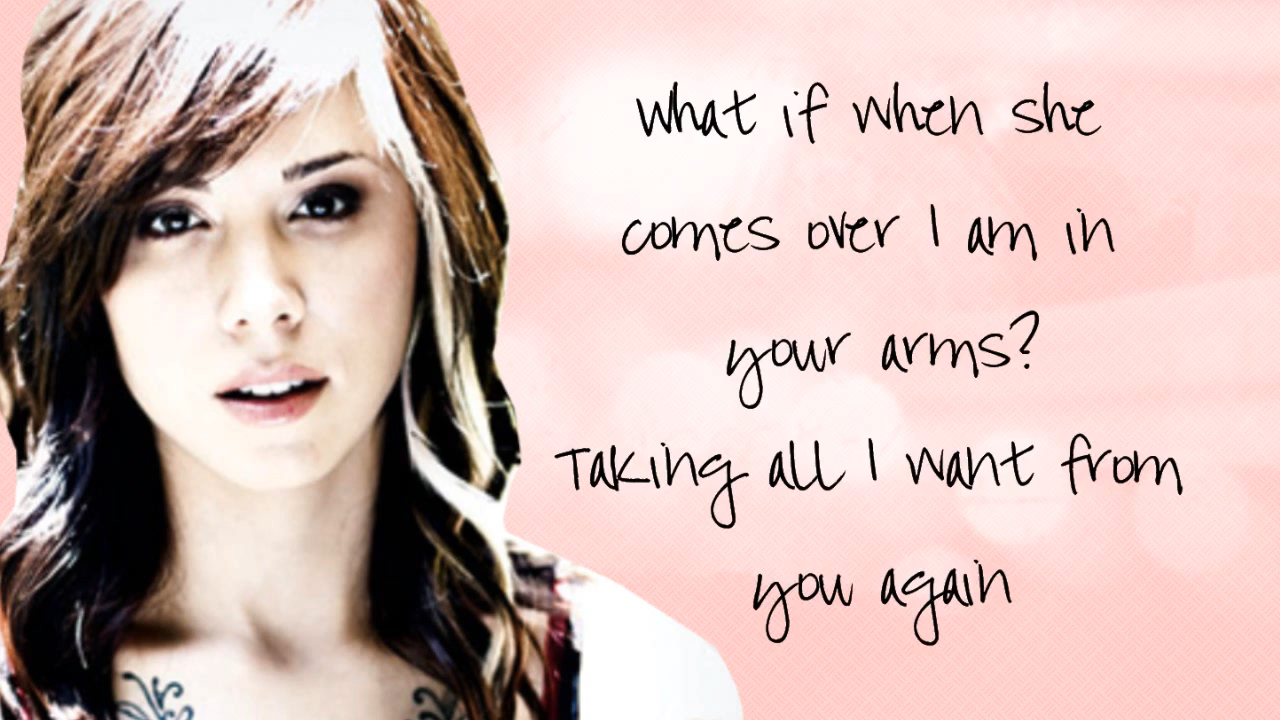 What if when she
comes over I am in
your arms?
Taking all I want from
you again